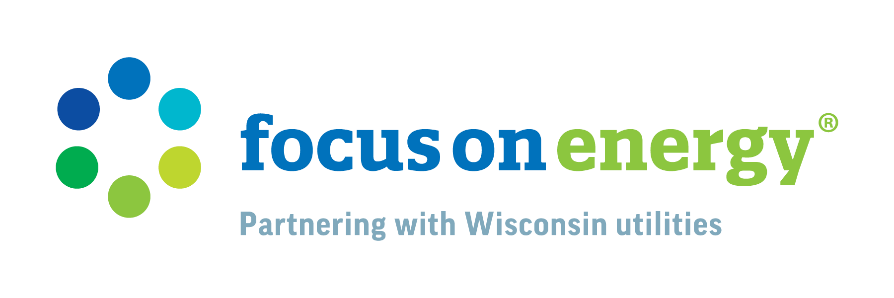 focus on energy®
Partnering with Wisconsin utilities